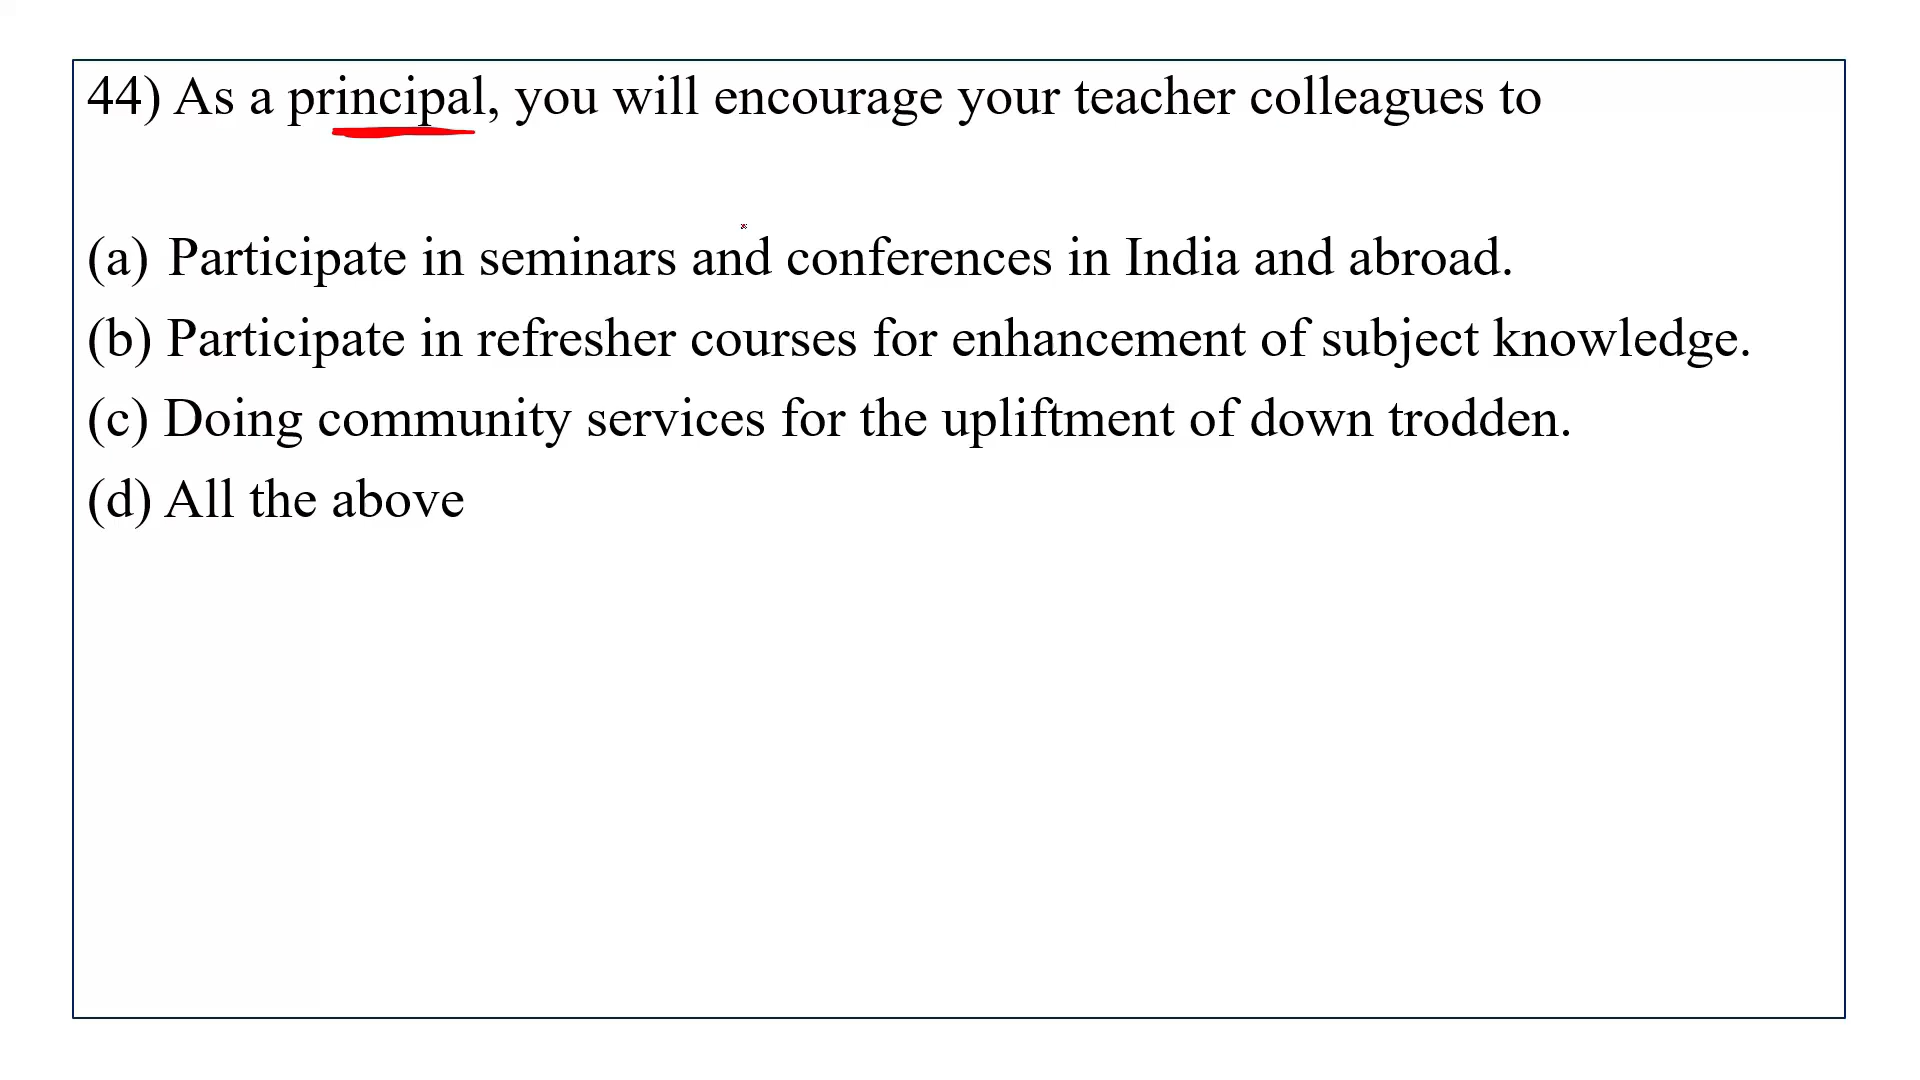 44) As a principal, you will encourage your teacher colleagues to
(a) Participate in seminars and conferences in India and abroad.
(b) Participate in refresher courses for enhancement of subject knowledge.
(c) Doing community services for the upliftment of down trodden.
(d) All the above